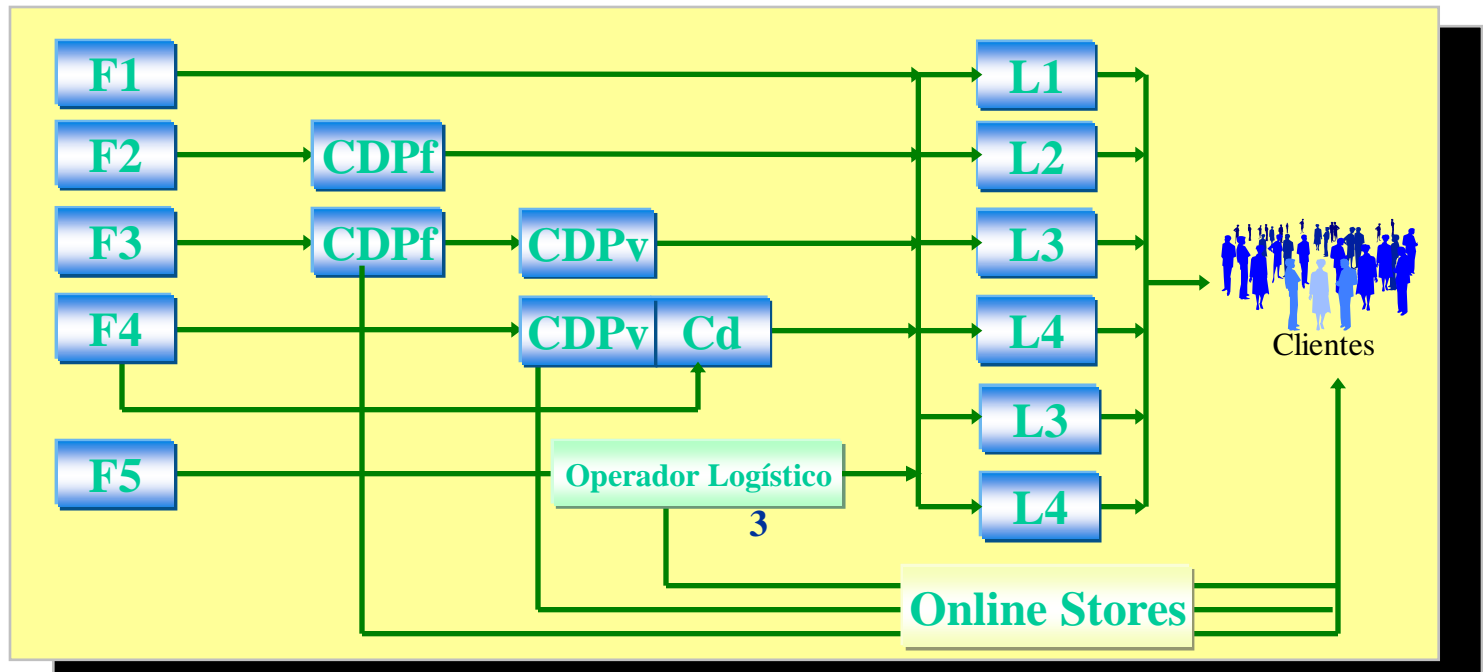 F1
L1
F2
CDPf
L2
F3
CDPf
CDPv
L3
F4
CDPv
Cd
L4
Clientes
L3
F5
Operador Logístico
3
L4
Online Stores